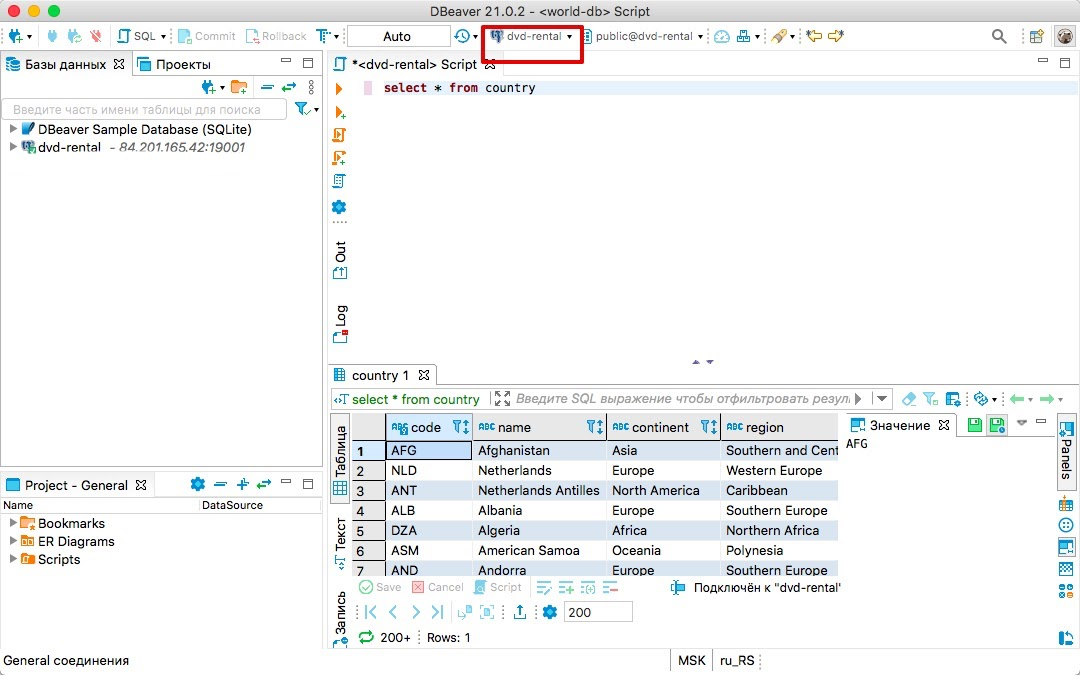 DBeaver 21.0.2 - <world-db> Script
SQL Commit Rollback Auto dvd-rental public@dvd-rental
Базы данных Проекты
Введите часть имени таблицы для поиска
DBeaver Sample Database (SQLite)
dvd-rental - 84.201.165.42:19001
*<dvd-rental> Script
select * from country
Out
Log
Project - General
Name DataSource
Bookmarks
ER Diagrams
Scripts
country 1
select * from country Введите SQL выражение чтобы отфильтровать резул
Таблица
Текст
Запись
code name continent region
1 AFG Afghanistan Asia Southern and Cent
2 NLD Netherlands Europe Western Europe
3 ANT Netherlands Antilles North America Caribbean
4 ALB Albania Europe Southern Europe
5 DZA Algeria Africa Northern Africa
6 ASM American Samoa Oceania Polynesia
7 AND Andorra Europe Southern Europe
Значение
AFG
Panels
Save Cancel Script Подключён к "dvd-rental"
200
200+ Rows: 1
General соединения MSK ru_RS